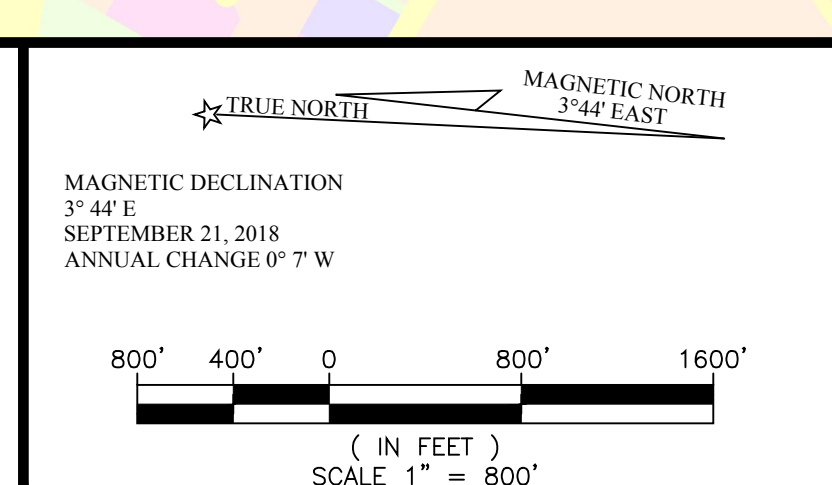 TRUE NORTH
MAGNETIC NORTH
3°44' EAST
MAGNETIC DECLINATION
3° 44' E
SEPTEMBER 21, 2018
ANNUAL CHANGE 0° 7' W
800' 400' 0 800' 1600'
( IN FEET )
SCALE 1" = 800'